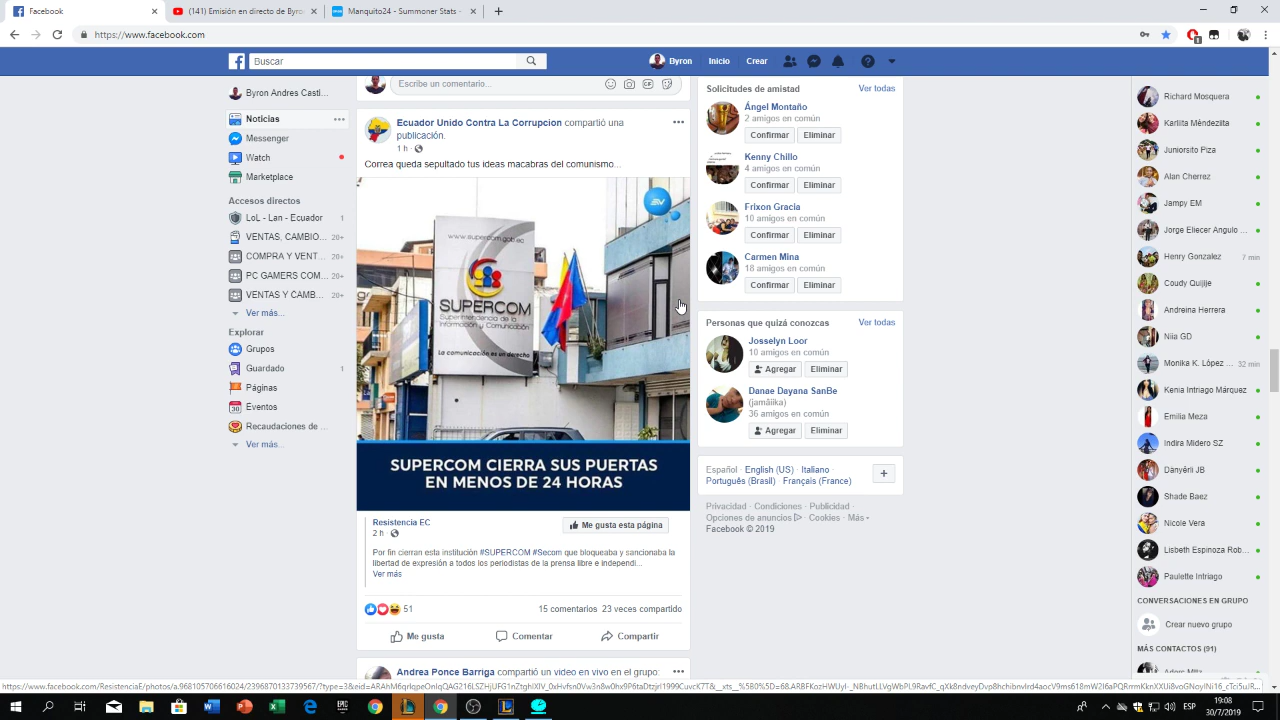 Facebook
(141) Emisión en directo de Byro
Manquito24 - Summoner Stats -
https://www.facebook.com
Buscar
Byron
Inicio
Crear
Byron Andres Casti...
Noticias
Messenger
Watch
Marketplace
Accesos directos
LoL - Lan - Ecuador 1
VENTAS, CAMBIO... 20+
COMPRA Y VENT... 20+
PC GAMERS COM... 20+
VENTAS Y CAMB... 20+
Ver más...
Explorar
Grupos
Guardado 1
Páginas
Eventos
Recaudaciones de ...
Ver más...
Escribe un comentario...
Ecuador Unido Contra La Corrupcion compartió una
publicación.
1 h ·
Correa queda sepultado tus ideas macabras del comunismo...
www.supercom.gob.ec
SUPERCOM
Superintendencia de la
Información y Comunicación
La comunicación es un derecho
SUPERCOM CIERRA SUS PUERTAS
EN MENOS DE 24 HORAS
Resistencia EC
2 h ·
Me gusta esta página
Por fin cierran esta institución #SUPERCOM #Secom que bloqueaba y sancionaba la
libertad de expresión a todos los periodistas de la prensa libre e independi...
Ver más
51
15 comentarios 23 veces compartido
Me gusta
Comentar
Compartir
Andrea Ponce Barriga compartió un video en vivo en el grupo:
Solicitudes de amistad
Ver todas
Ángel Montaño
2 amigos en común
Confirmar Eliminar
Kenny Chillo
4 amigos en común
Confirmar Eliminar
Frixon Gracia
10 amigos en común
Confirmar Eliminar
Carmen Mina
18 amigos en común
Confirmar Eliminar
Personas que quizá conozcas
Ver todas
Josselyn Loor
10 amigos en común
Agregar Eliminar
Danae Dayana SanBe
(jamäiika)
36 amigos en común
Agregar Eliminar
Español · English (US) · Italiano ·
Português (Brasil) · Français (France)
Privacidad · Condiciones · Publicidad ·
Opciones de anuncios · Cookies · Más
Facebook © 2019
Richard Mosquera
Karlita Méndezlita
Juniorsito Piza
Alan Cherrez
Jampy EM
Jorge Eliecer Angulo ...
Henry Gonzalez 7 min
Coudy Quijije
Andreina Herrera
Niia GD
Monika K. López ... 32 min
Kenia Intriago Márquez
Emilia Meza
Indira Midero SZ
Dänyêrli JB
Shade Baez
Nicole Vera
Lisbeth Espinoza Rob...
Paulette Intriago
CONVERSACIONES EN GRUPO
Crear nuevo grupo
MÁS CONTACTOS (91)
ESP
19:08
30/7/2019